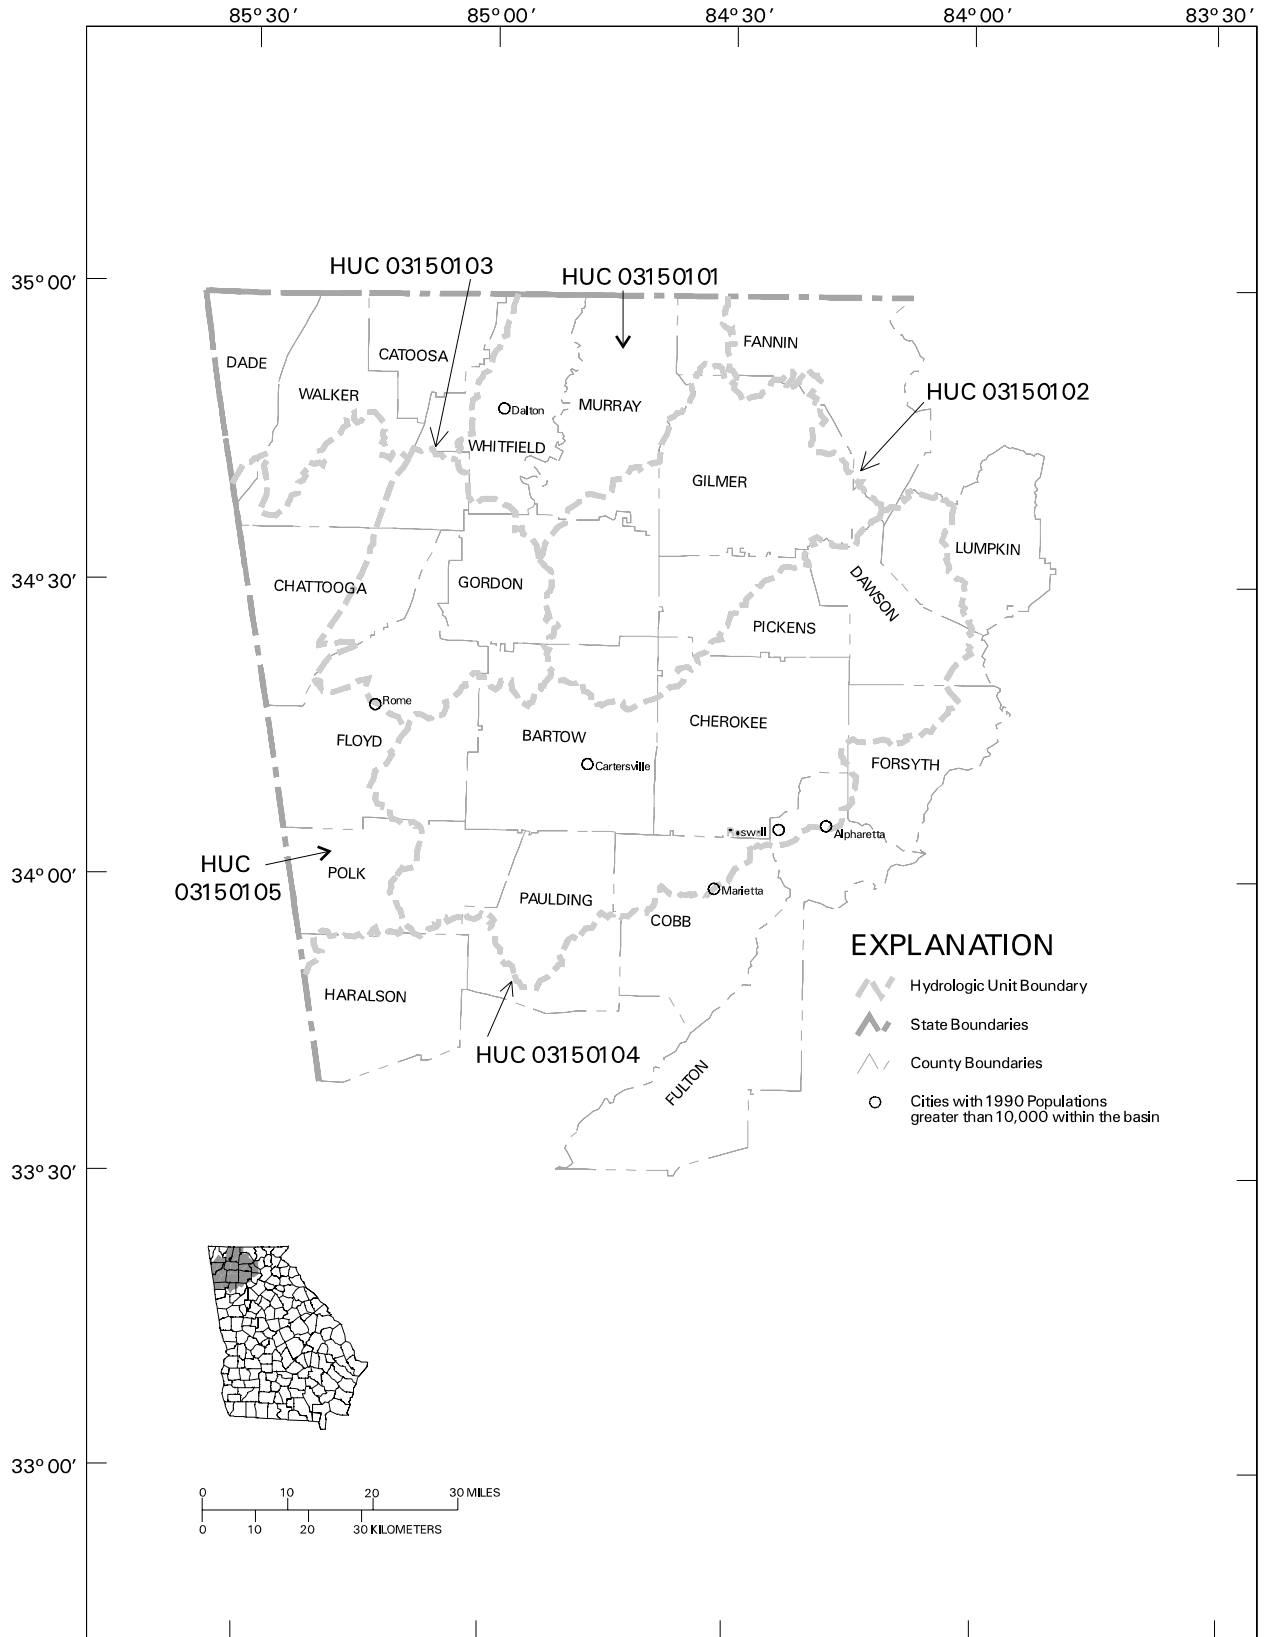 85° 30’ 85° 00’ 84° 30’ 84° 00’ 83° 30’
35° 00’
34° 30’
34° 00’
33° 30’
33° 00’
HUC 03150103
HUC 03150101
HUC 03150102
DADE
CATOOSA
FANNIN
WALKER
Dalton
MURRAY
WHITFIELD
GILMER
LUMPKIN
CHATTOOGA
GORDON
DAWSON
PICKENS
Rome
FLOYD
BARTOW
CHEROKEE
Cartersville
FORSYTH
Alpharetta
HUC
03150105
POLK
PAULDING
Marietta
COBB
HARALSON
HUC 03150104
FULTON
EXPLANATION
Hydrologic Unit Boundary
State Boundaries
County Boundaries
Cities with 1990 Populations
greater than 10,000 within the basin
0 10 20 30 MILES
0 10 20 30 KILOMETERS